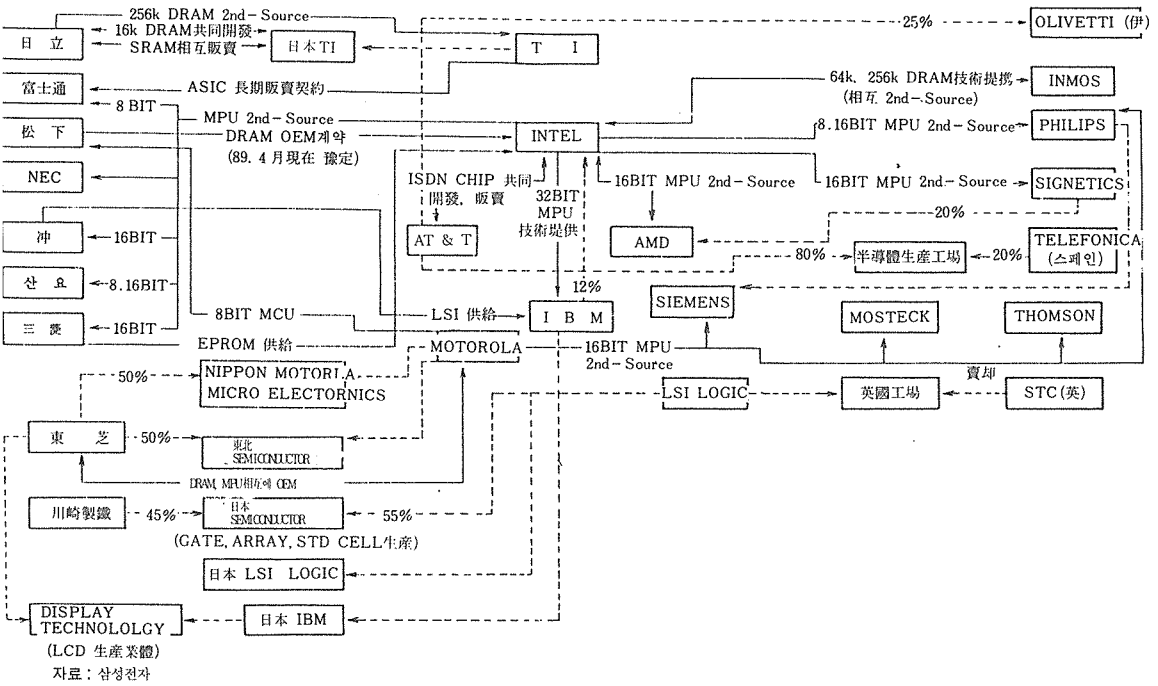 256k DRAM 2nd-Source
16k DRAM共同開發
SRAM相互販賣
日立
日本TI
T I
25%
OLIVETTI (伊)
富士通
ASIC 長期販賣契約
64k, 256k DRAM技術提携
(相互 2nd-Source)
INMOS
8 BIT
MPU 2nd-Source
松下
DRAM OEM계약
(89. 4月現在 豫定)
INTEL
8.16BIT MPU 2nd-Source
PHILIPS
NEC
ISDN CHIP 共同
開發, 販賣
32BIT
MPU
技術提供
16BIT MPU 2nd-Source
16BIT MPU 2nd-Source
SIGNETICS
20%
冲
16BIT
AT & T
AMD
80%
半導體生産工場
20%
TELEFONICA
(스페인)
산요
8.16BIT
12%
SIEMENS
三菱
16BIT
8BIT MCU
LSI 供給
I B M
MOSTECK
THOMSON
EPROM 供給
MOTOROLA
16BIT MPU
2nd-Source
賣却
50%
NIPPON MOTORLA
MICRO ELECTORNICS
LSI LOGIC
英國工場
STC(英)
東芝
50%
東北
SEMICONDUCTOR
DRAM, MPU相互에 OEM
川崎製鐵
45%
日本
SEMICONDUCTOR
55%
(GATE, ARRAY, STD CELL生産)
日本 LSI LOGIC
DISPLAY
TECHNOLOLGY
日本 IBM
(LCD 生産業體)
자료 : 삼성전자